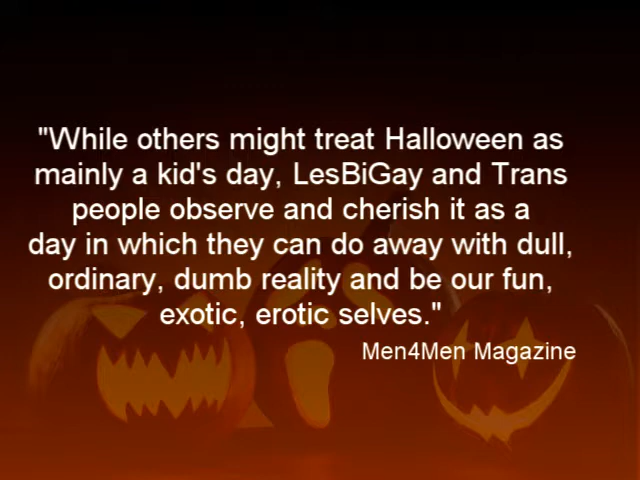 "While others might treat Halloween as
mainly a kid's day, LesBiGay and Trans
people observe and cherish it as a
day in which they can do away with dull,
ordinary, dumb reality and be our fun,
exotic, erotic selves."
Men4Men Magazine